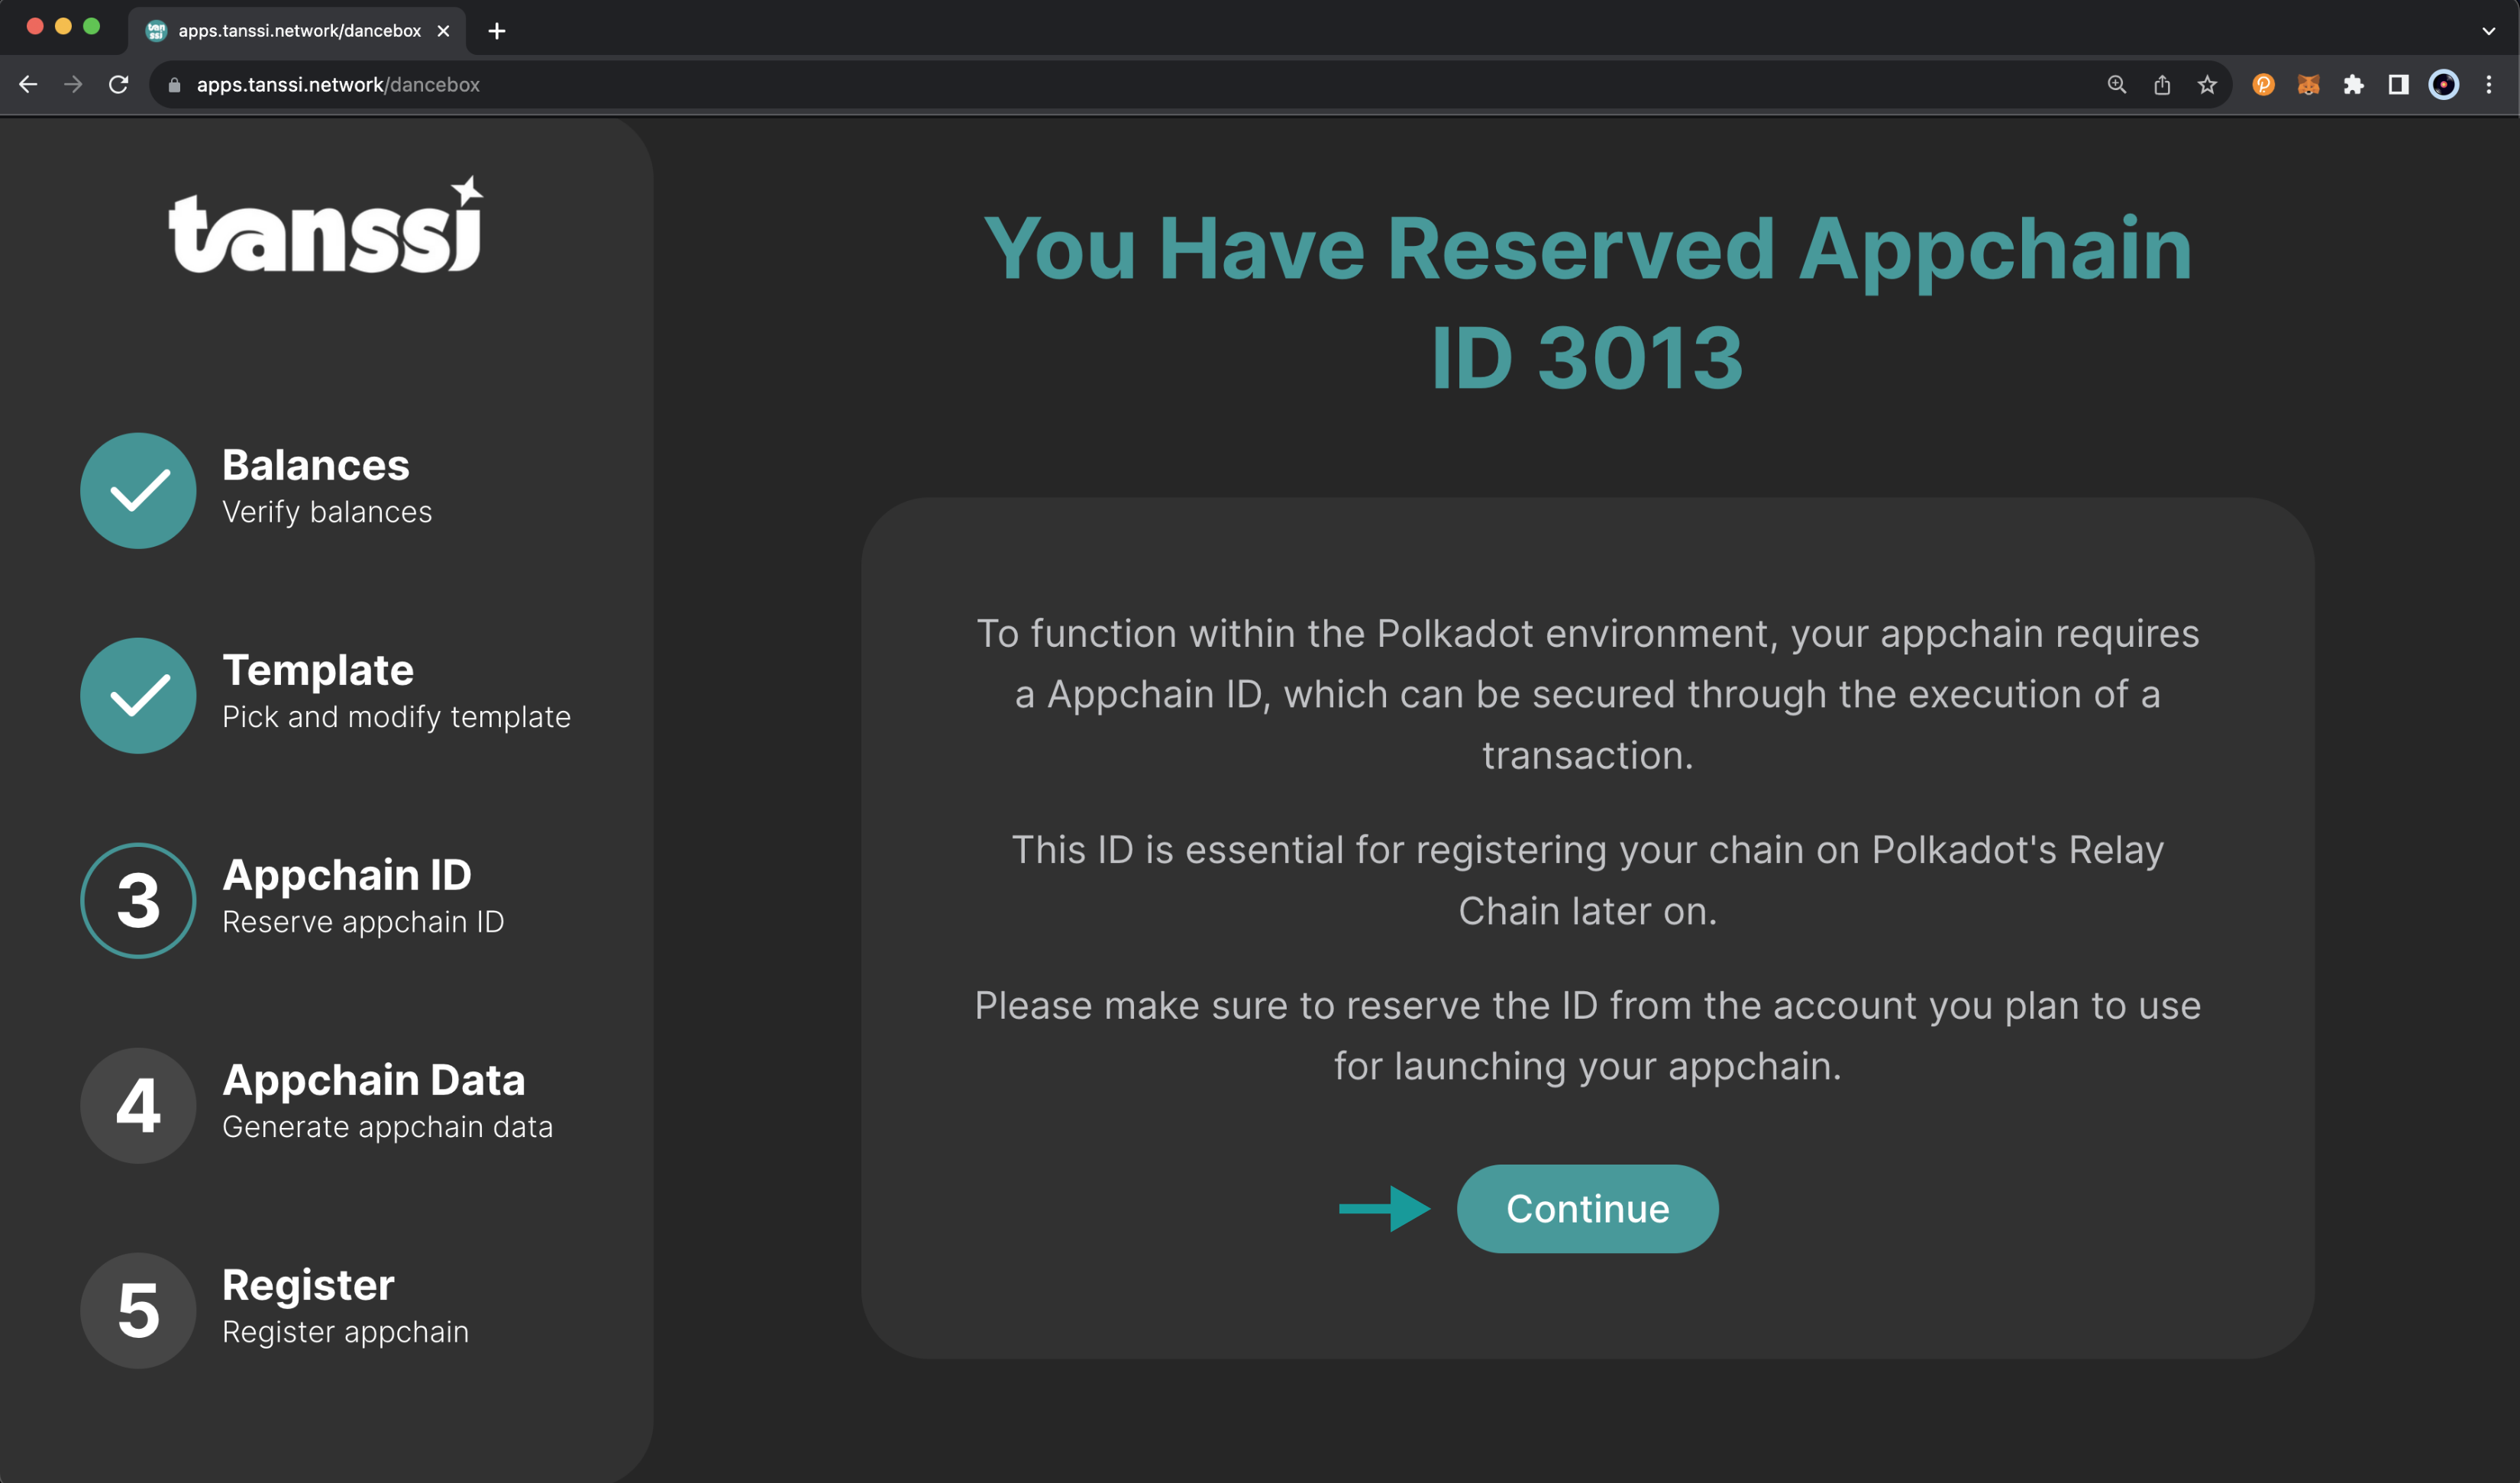 apps.tanssi.network/dancebox
apps.tanssi.network/dancebox
tanssi
Balances
Verify balances
Template
Pick and modify template
3
Appchain ID
Reserve appchain ID
4
Appchain Data
Generate appchain data
5
Register
Register appchain
You Have Reserved Appchain
ID 3013
To function within the Polkadot environment, your appchain requires
a Appchain ID, which can be secured through the execution of a
transaction.
This ID is essential for registering your chain on Polkadot's Relay
Chain later on.
Please make sure to reserve the ID from the account you plan to use
for launching your appchain.
Continue